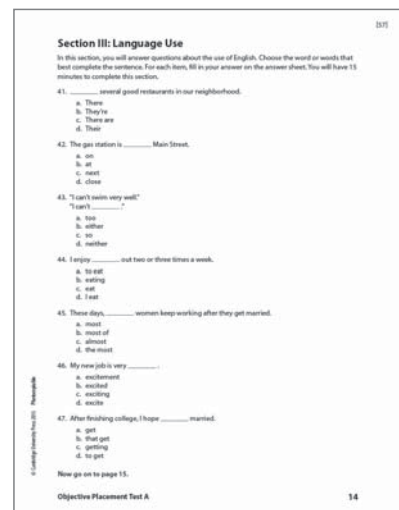 [57]
Section III: Language Use
In this section, you will answer questions about the use of English. Choose the word or words that
best complete the sentence. For each item, fill in your answer on the answer sheet. You will have 15
minutes to complete this section.
41. ________ several good restaurants in our neighborhood.
a. There
b. They're
c. There are
d. Their
42. The gas station is ________ Main Street.
a. on
b. at
c. next
d. close
43. "I can't swim very well."
"I can't ________."
a. too
b. either
c. so
d. neither
44. I enjoy ________ out two or three times a week.
a. to eat
b. eating
c. eat
d. I eat
45. These days, ________ women keep working after they get married.
a. most
b. most of
c. almost
d. the most
46. My new job is very ________ .
a. excitement
b. excited
c. exciting
d. excite
47. After finishing college, I hope ________ married.
a. get
b. that get
c. getting
d. to get
Now go on to page 15.
© Cambridge University Press 2015 Photocopiable
Objective Placement Test A 14